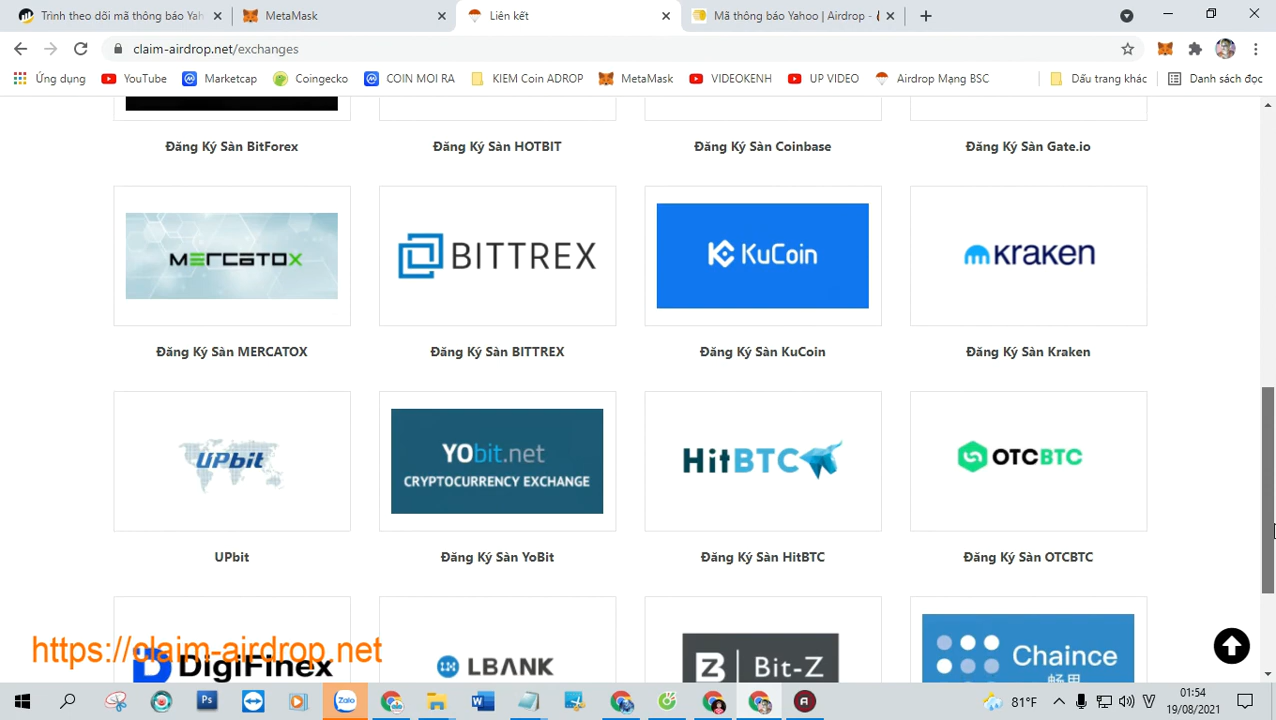 Trình theo dõi mã thông báo Yal
MetaMask
Liên kết
Mã thông báo Yahoo | Airdrop -
claim-airdrop.net/exchanges
Ứng dụng
YouTube
Marketcap
Coingecko
COIN MOI RA
KIEM Coin ADROP
MetaMask
VIDEOKENH
UP VIDEO
Airdrop Mạng BSC
Dấu trang khác
Danh sách đọc
Đăng Ký Sàn BitForex
Đăng Ký Sàn HOTBIT
Đăng Ký Sàn Coinbase
Đăng Ký Sàn Gate.io
MERCATOX
BITTREX
KuCoin
kraken
Đăng Ký Sàn MERCATOX
Đăng Ký Sàn BITTREX
Đăng Ký Sàn KuCoin
Đăng Ký Sàn Kraken
UPbit
YObit.net
CRYPTOCURRENCY EXCHANGE
HitBTC
OTCBTC
UPbit
Đăng Ký Sàn YoBit
Đăng Ký Sàn HitBTC
Đăng Ký Sàn OTCBTC
https://claim-airdrop.net
DigiFinex
LBANK
Bit-Z
Chaince
Ps
Zalo
W
81°F
V
01:54
19/08/2021